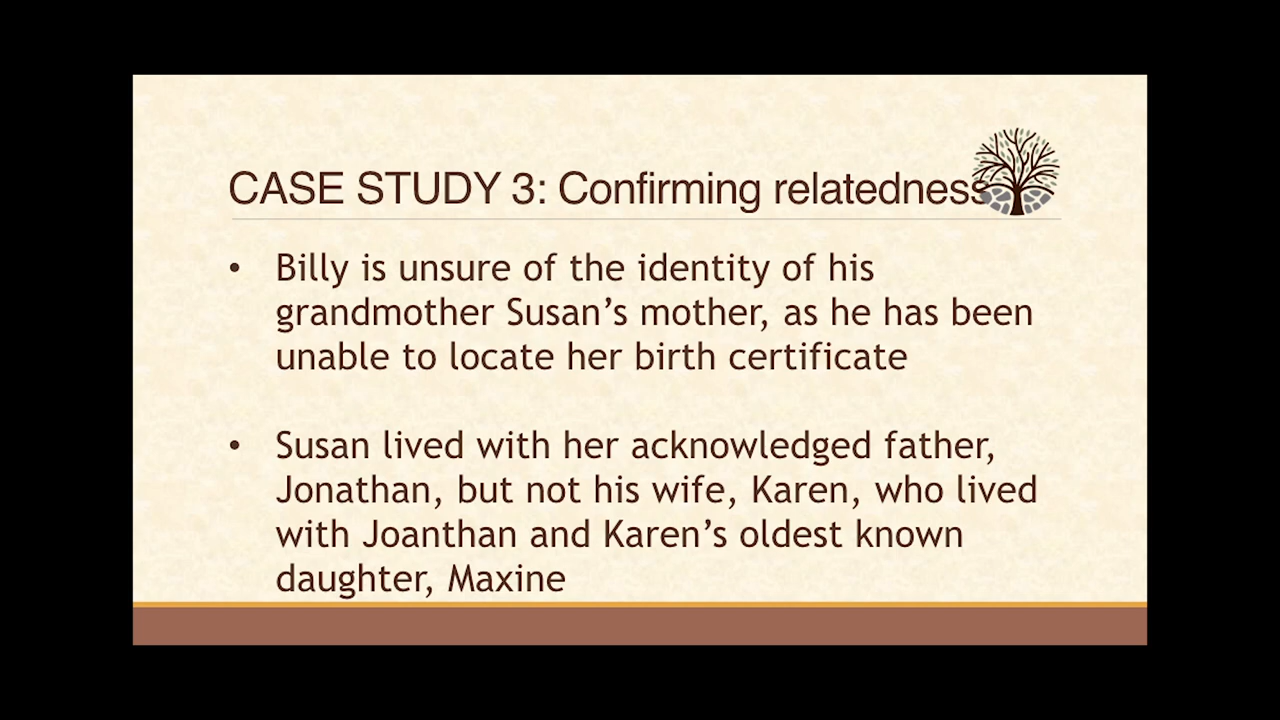 CASE STUDY 3: Confirming relatedness
• Billy is unsure of the identity of his
grandmother Susan’s mother, as he has been
unable to locate her birth certificate
• Susan lived with her acknowledged father,
Jonathan, but not his wife, Karen, who lived
with Joanthan and Karen’s oldest known
daughter, Maxine